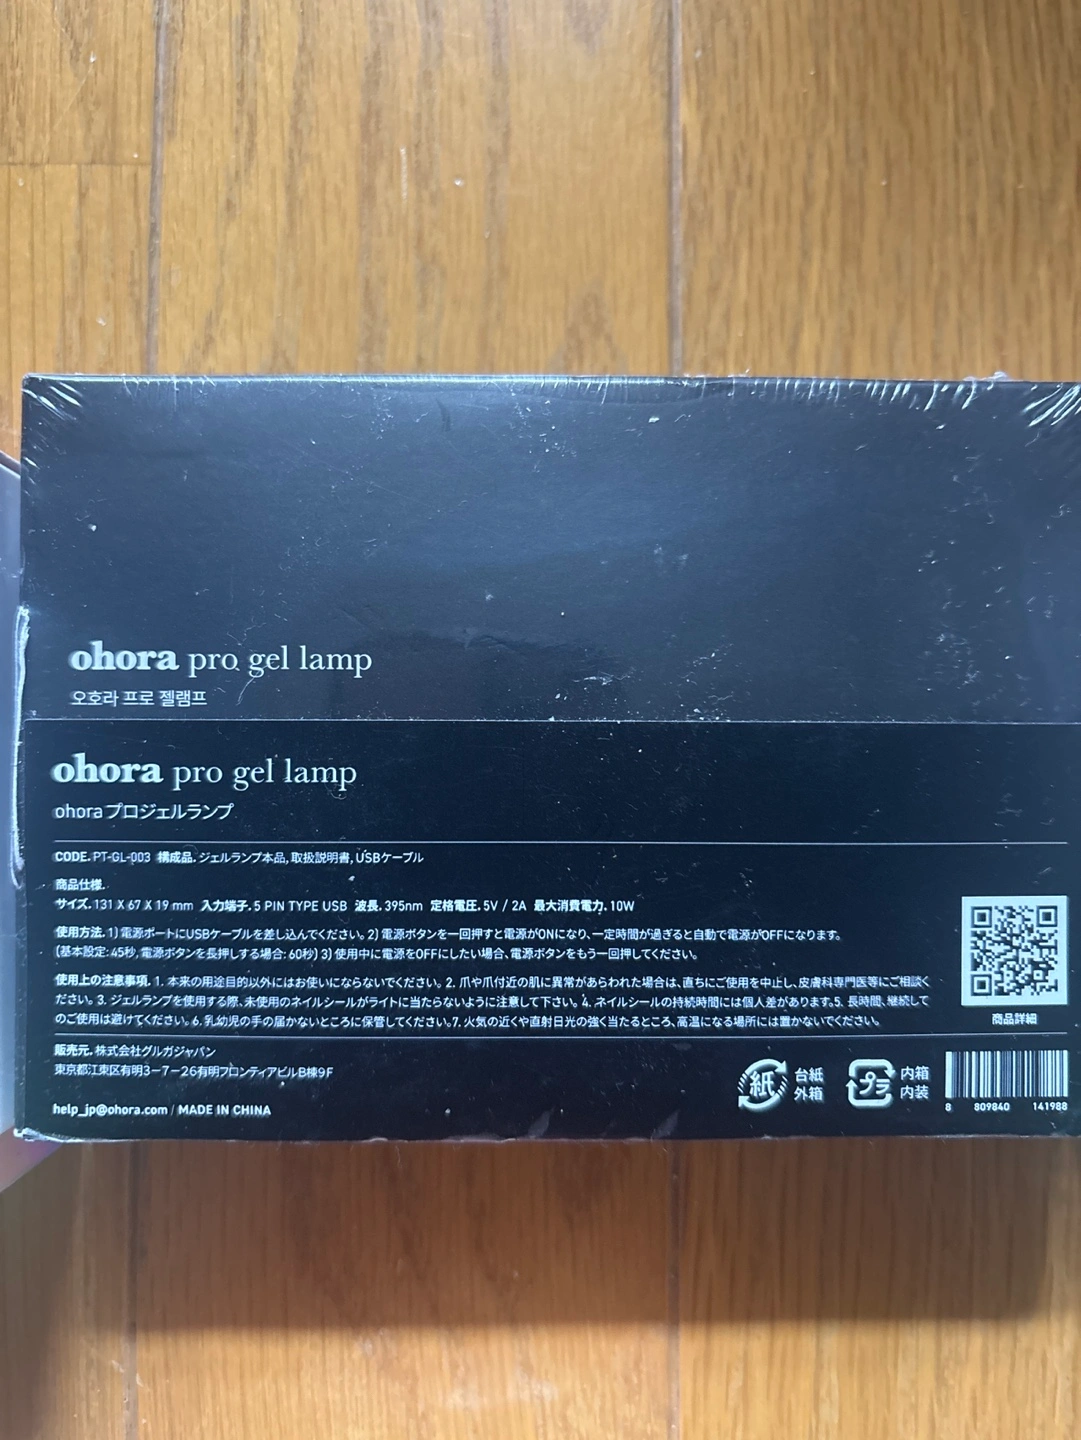 ohora pro gel lamp
오호라 프로 젤램프
ohora pro gel lamp
ohoraプロジェルランプ
CODE. PT-GL-003 構成品. ジェルランプ本品, 取扱説明書, USBケーブル
商品仕様.
サイズ. 131 X 67 X 19 mm 入力端子. 5 PIN TYPE USB 波長. 395nm 定格電圧. 5V / 2A 最大消費電力. 10W
使用方法. 1) 電源ポートにUSBケーブルを差し込んでください。2) 電源ボタンを一回押すと電源がONになり、一定時間が過ぎると自動で電源がOFFになります。
(基本設定: 45秒, 電源ボタンを長押しする場合: 60秒) 3) 使用中に電源をOFFにしたい場合、電源ボタンをもう一回押してください。
使用上の注意事項. 1. 本来の用途目的以外にはお使いにならないでください。2. 爪や爪付近の肌に異常があらわれた場合は、直ちにご使用を中止し、皮膚科専門医等にご相談く
ださい。3. ジェルランプを使用する際、未使用のネイルシールがライトに当たらないように注意して下さい。4. ネイルシールの持続時間には個人差があります。5. 長時間、継続して
のご使用は避けてください。6. 乳幼児の手の届かないところに保管してください。7. 火気の近くや直射日光の強く当たるところ、高温になる場所には置かないでください。
商品詳細
販売元. 株式会社グルガジャパン
東京都江東区有明3-7-26有明フロンティアビルB棟9F
help_jp@ohora.com / MADE IN CHINA
紙 台紙 外箱
プラ 内箱 内装
8 809840 141988